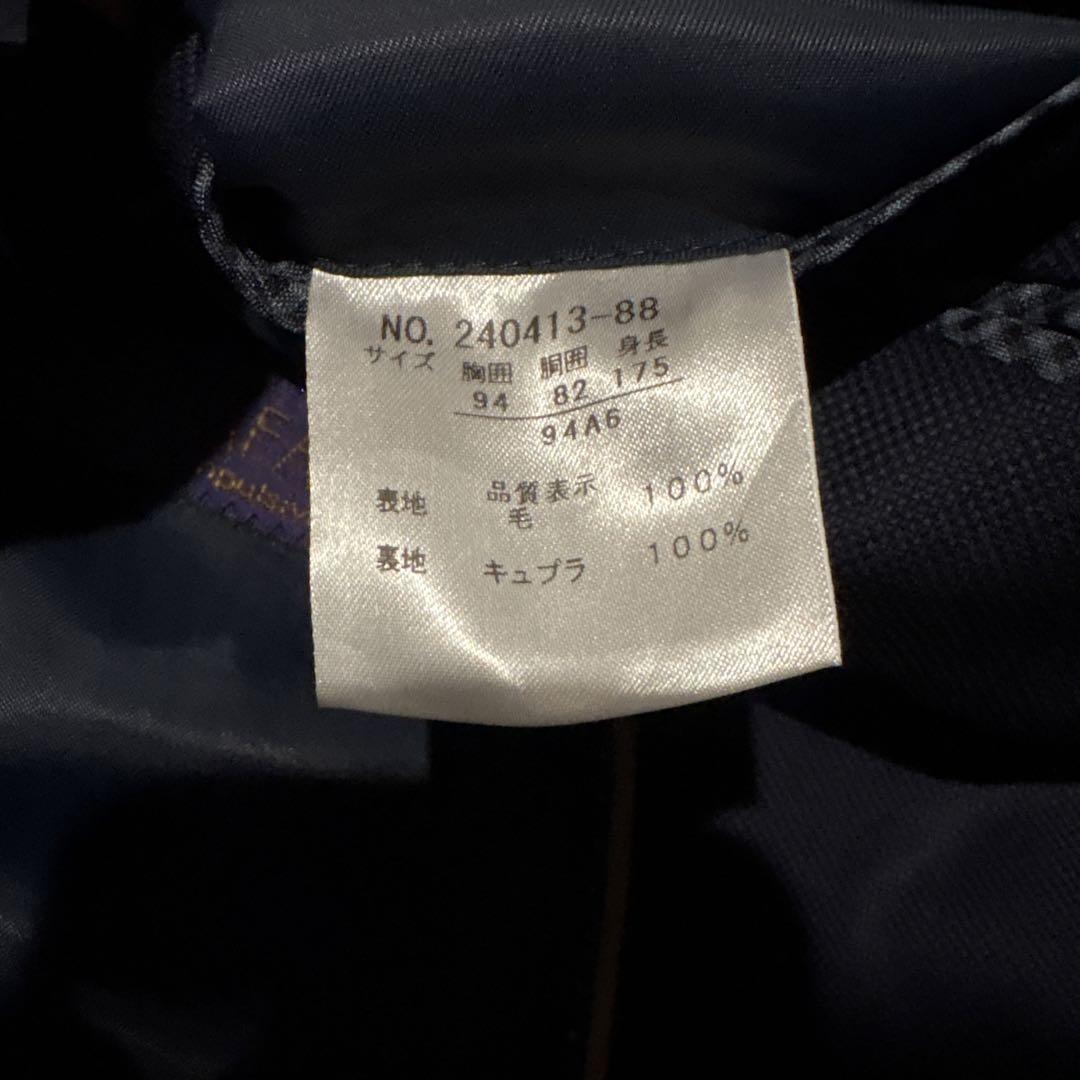 NO. 240413-88
サイズ 胸囲 胴囲 身長
94 82 175
94A6
品質表示
表地 毛 100%
裏地 キュプラ 100%